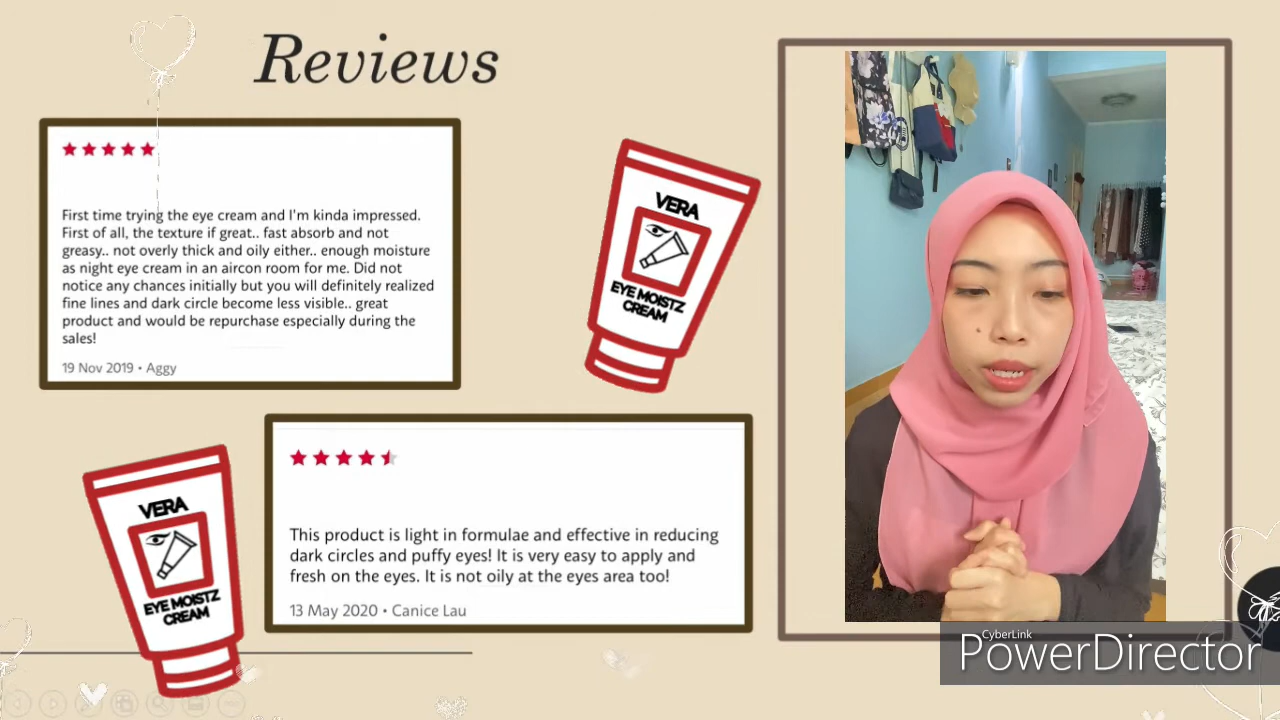 Reviews
First time trying the eye cream and I'm kinda impressed.
First of all, the texture if great.. fast absorb and not
greasy.. not overly thick and oily either.. enough moisture
as night eye cream in an aircon room for me. Did not
notice any chances initially but you will definitely realized
fine lines and dark circle become less visible.. great
product and would be repurchase especially during the
sales!
19 Nov 2019 • Aggy
VERA
EYE MOISTZ
CREAM
This product is light in formulae and effective in reducing
dark circles and puffy eyes! It is very easy to apply and
fresh on the eyes. It is not oily at the eyes area too!
13 May 2020 • Canice Lau
VERA
EYE MOISTZ
CREAM
CyberLink
PowerDirector